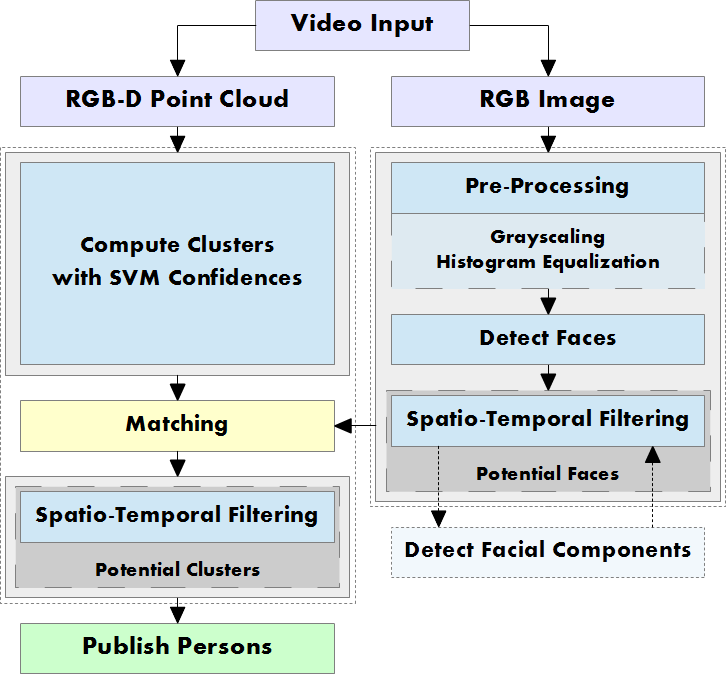 Video Input
RGB-D Point Cloud
RGB Image
Compute Clusters
with SVM Confidences
Pre-Processing
Grayscaling
Histogram Equalization
Detect Faces
Spatio-Temporal Filtering
Potential Faces
Detect Facial Components
Matching
Spatio-Temporal Filtering
Potential Clusters
Publish Persons